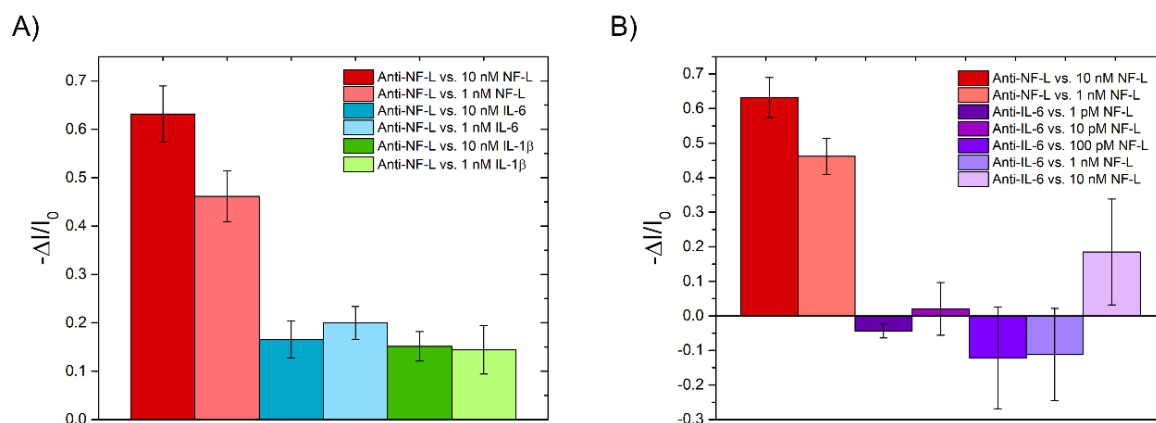 A)
B)
0.7
0.6
0.5
0.4
0.3
0.2
0.1
0.0
-ΔI/I0
Anti-NF-L vs. 10 nM NF-L
Anti-NF-L vs. 1 nM NF-L
Anti-NF-L vs. 10 nM IL-6
Anti-NF-L vs. 1 nM IL-6
Anti-NF-L vs. 10 nM IL-1β
Anti-NF-L vs. 1 nM IL-1β
0.7
0.6
0.5
0.4
0.3
0.2
0.1
0.0
-0.1
-0.2
-0.3
-ΔI/I0
Anti-NF-L vs. 10 nM NF-L
Anti-NF-L vs. 1 nM NF-L
Anti-IL-6 vs. 1 pM NF-L
Anti-IL-6 vs. 10 pM NF-L
Anti-IL-6 vs. 100 pM NF-L
Anti-IL-6 vs. 1 nM NF-L
Anti-IL-6 vs. 10 nM NF-L